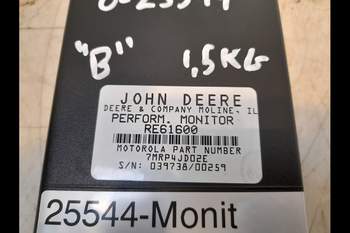 "B" 1,5KG
JOHN DEERE
DEERE & COMPANY MOLINE, IL
PERFORM. MONITOR
RE61600
MOTOROLA PART NUMBER
7MRP4JD02E
S/N: 039738/00259
25544-Monit